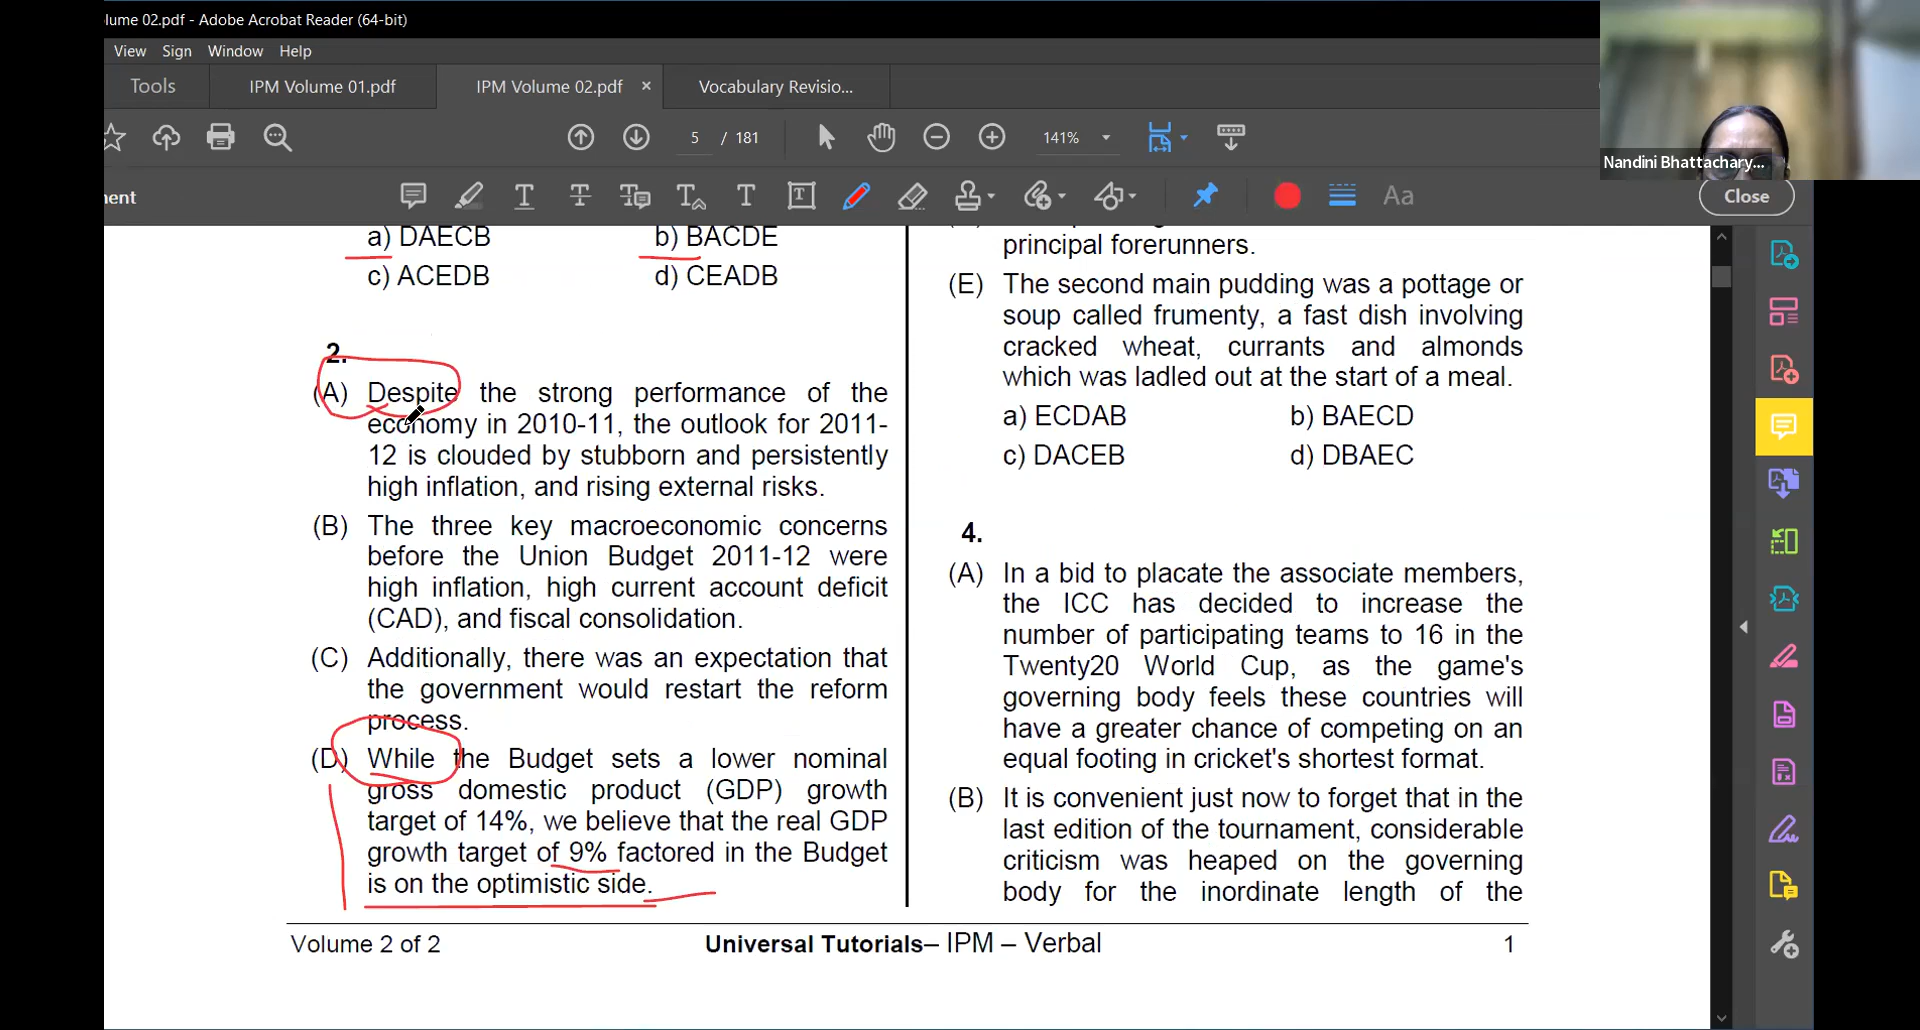 olume 02.pdf - Adobe Acrobat Reader (64-bit)
View Sign Window Help
Tools IPM Volume 01.pdf IPM Volume 02.pdf × Vocabulary Revisio...
5 / 181 141%
ent Aa Close
Nandini Bhattachary...
a) DAECB b) BACDE
c) ACEDB d) CEADB
2.
(A) Despite the strong performance of the
economy in 2010-11, the outlook for 2011-
12 is clouded by stubborn and persistently
high inflation, and rising external risks.
(B) The three key macroeconomic concerns
before the Union Budget 2011-12 were
high inflation, high current account deficit
(CAD), and fiscal consolidation.
(C) Additionally, there was an expectation that
the government would restart the reform
process.
(D) While the Budget sets a lower nominal
gross domestic product (GDP) growth
target of 14%, we believe that the real GDP
growth target of 9% factored in the Budget
is on the optimistic side.
principal forerunners.
(E) The second main pudding was a pottage or
soup called frumenty, a fast dish involving
cracked wheat, currants and almonds
which was ladled out at the start of a meal.
a) ECDAB b) BAECD
c) DACEB d) DBAEC
4.
(A) In a bid to placate the associate members,
the ICC has decided to increase the
number of participating teams to 16 in the
Twenty20 World Cup, as the game's
governing body feels these countries will
have a greater chance of competing on an
equal footing in cricket's shortest format.
(B) It is convenient just now to forget that in the
last edition of the tournament, considerable
criticism was heaped on the governing
body for the inordinate length of the
Volume 2 of 2 Universal Tutorials– IPM – Verbal 1